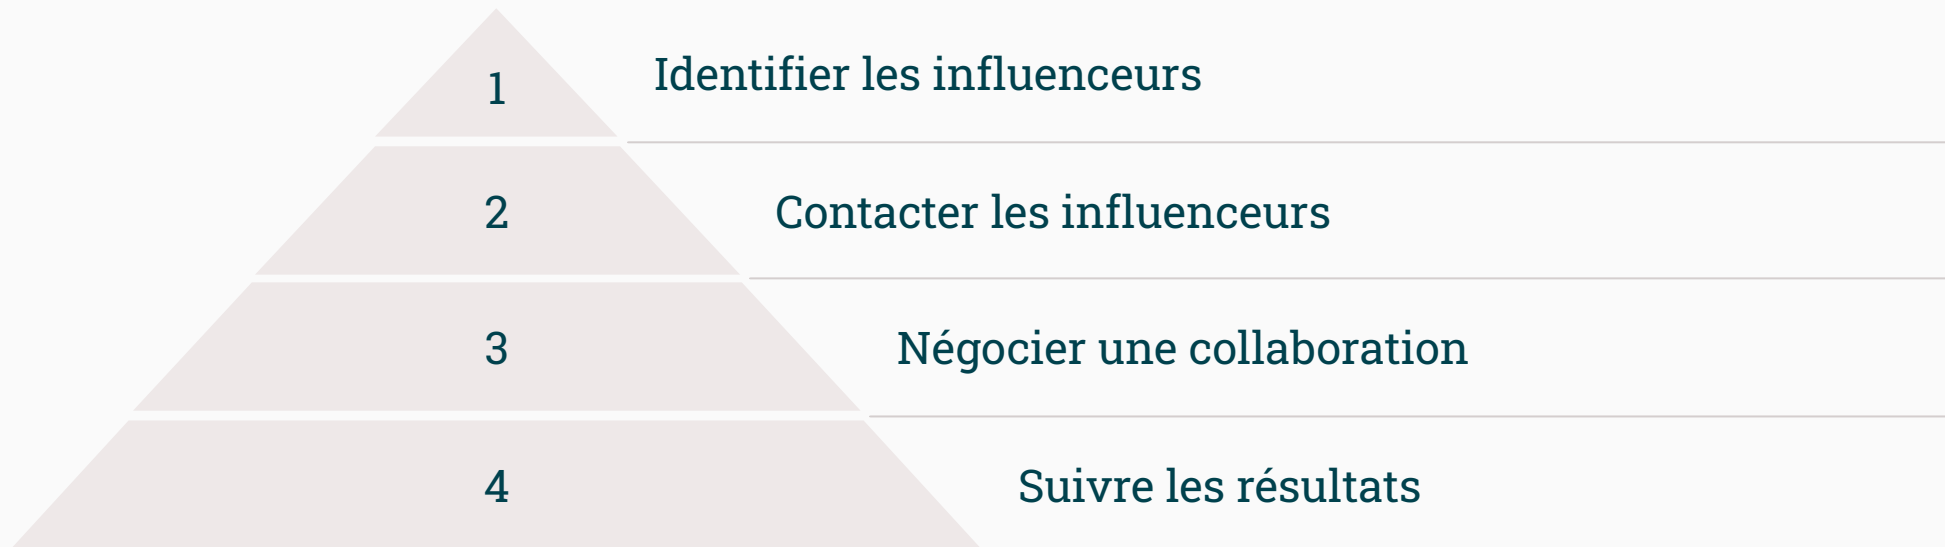 1 Identifier les influenceurs
2 Contacter les influenceurs
3 Négocier une collaboration
4 Suivre les résultats